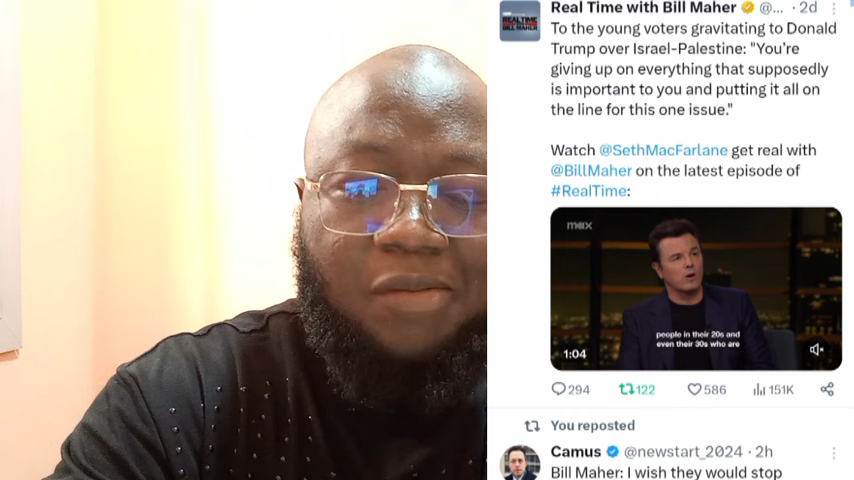 REAL TIME
BILL MAHER
Real Time with Bill Maher @... · 2d
To the young voters gravitating to Donald
Trump over Israel-Palestine: "You're
giving up on everything that supposedly
is important to you and putting it all on
the line for this one issue."
Watch @SethMacFarlane get real with
@BillMaher on the latest episode of
#RealTime:
max
people in their 20s and
even their 30s who are
1:04
294 122 586 151K
You reposted
Camus @newstart_2024 · 2h
Bill Maher: I wish they would stop